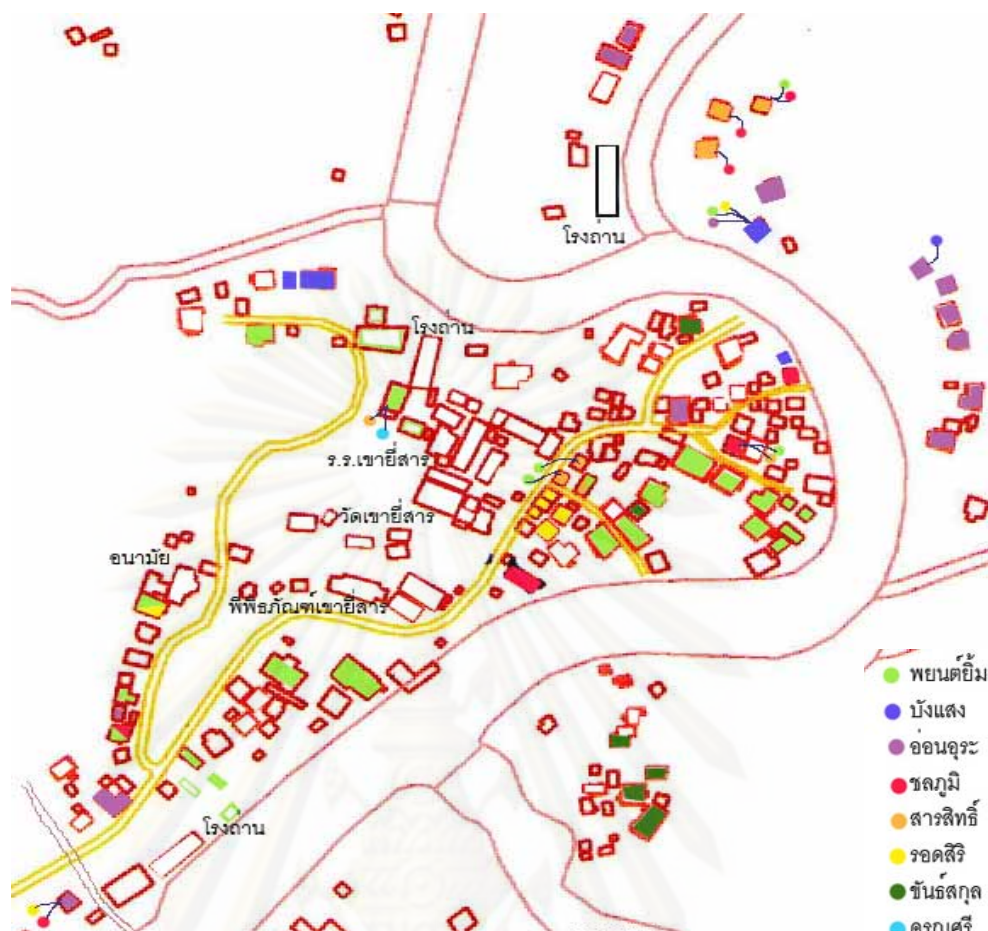 โรงถ่าน
โรงถ่าน
ร.ร.เขายี่สาร
วัดเขายี่สาร
อนามัย
พิพิธภัณฑ์เขายี่สาร
โรงถ่าน
พยนต์ยิ้ม
บังแสง
อ่อนอุระ
ชลภูมิ
สารสิทธิ์
รอดสิริ
ขันธ์สกุล